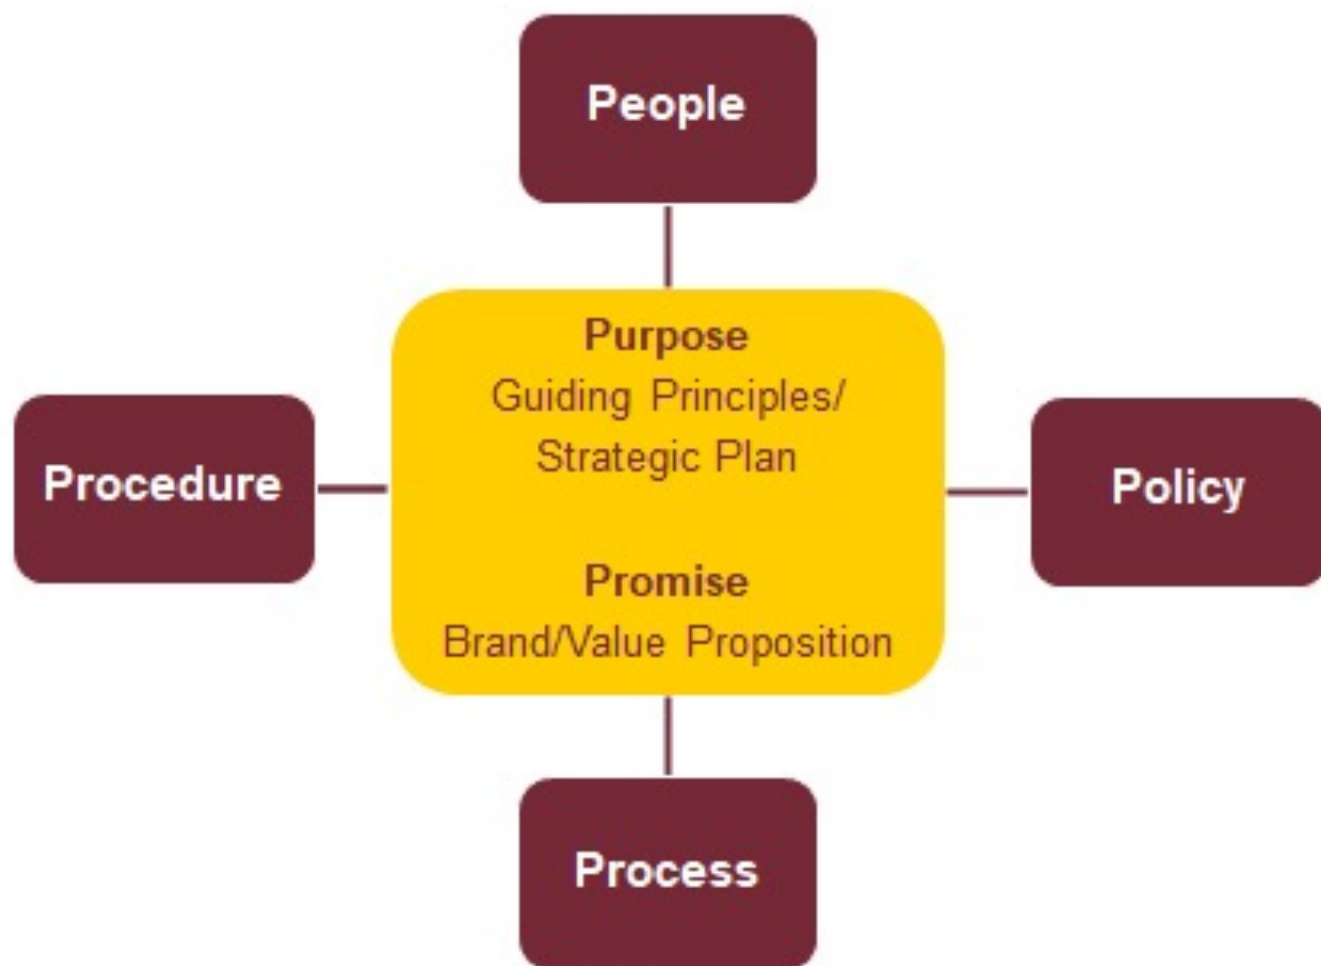 People
Purpose
Guiding Principles/
Strategic Plan
Procedure
Policy
Promise
Brand/Value Proposition
Process